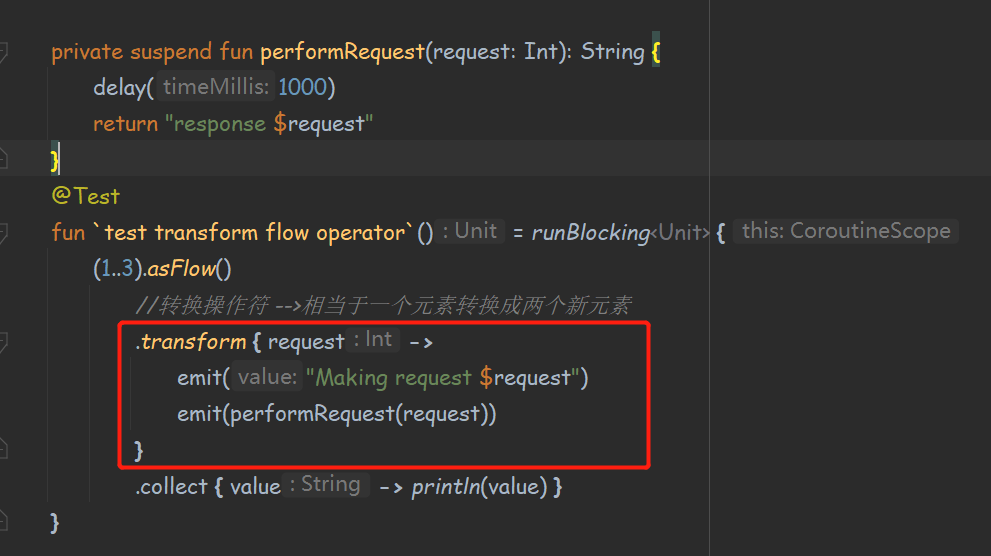 private suspend fun performRequest(request: Int): String {
delay( timeMillis: 1000)
return "response $request"
}
@Test
fun `test transform flow operator`() : Unit = runBlocking<Unit> { this: CoroutineScope
(1..3).asFlow()
//转换操作符 -->相当于一个元素转换成两个新元素
.transform { request : Int ->
emit( value: "Making request $request")
emit(performRequest(request))
}
.collect { value : String -> println(value) }
}